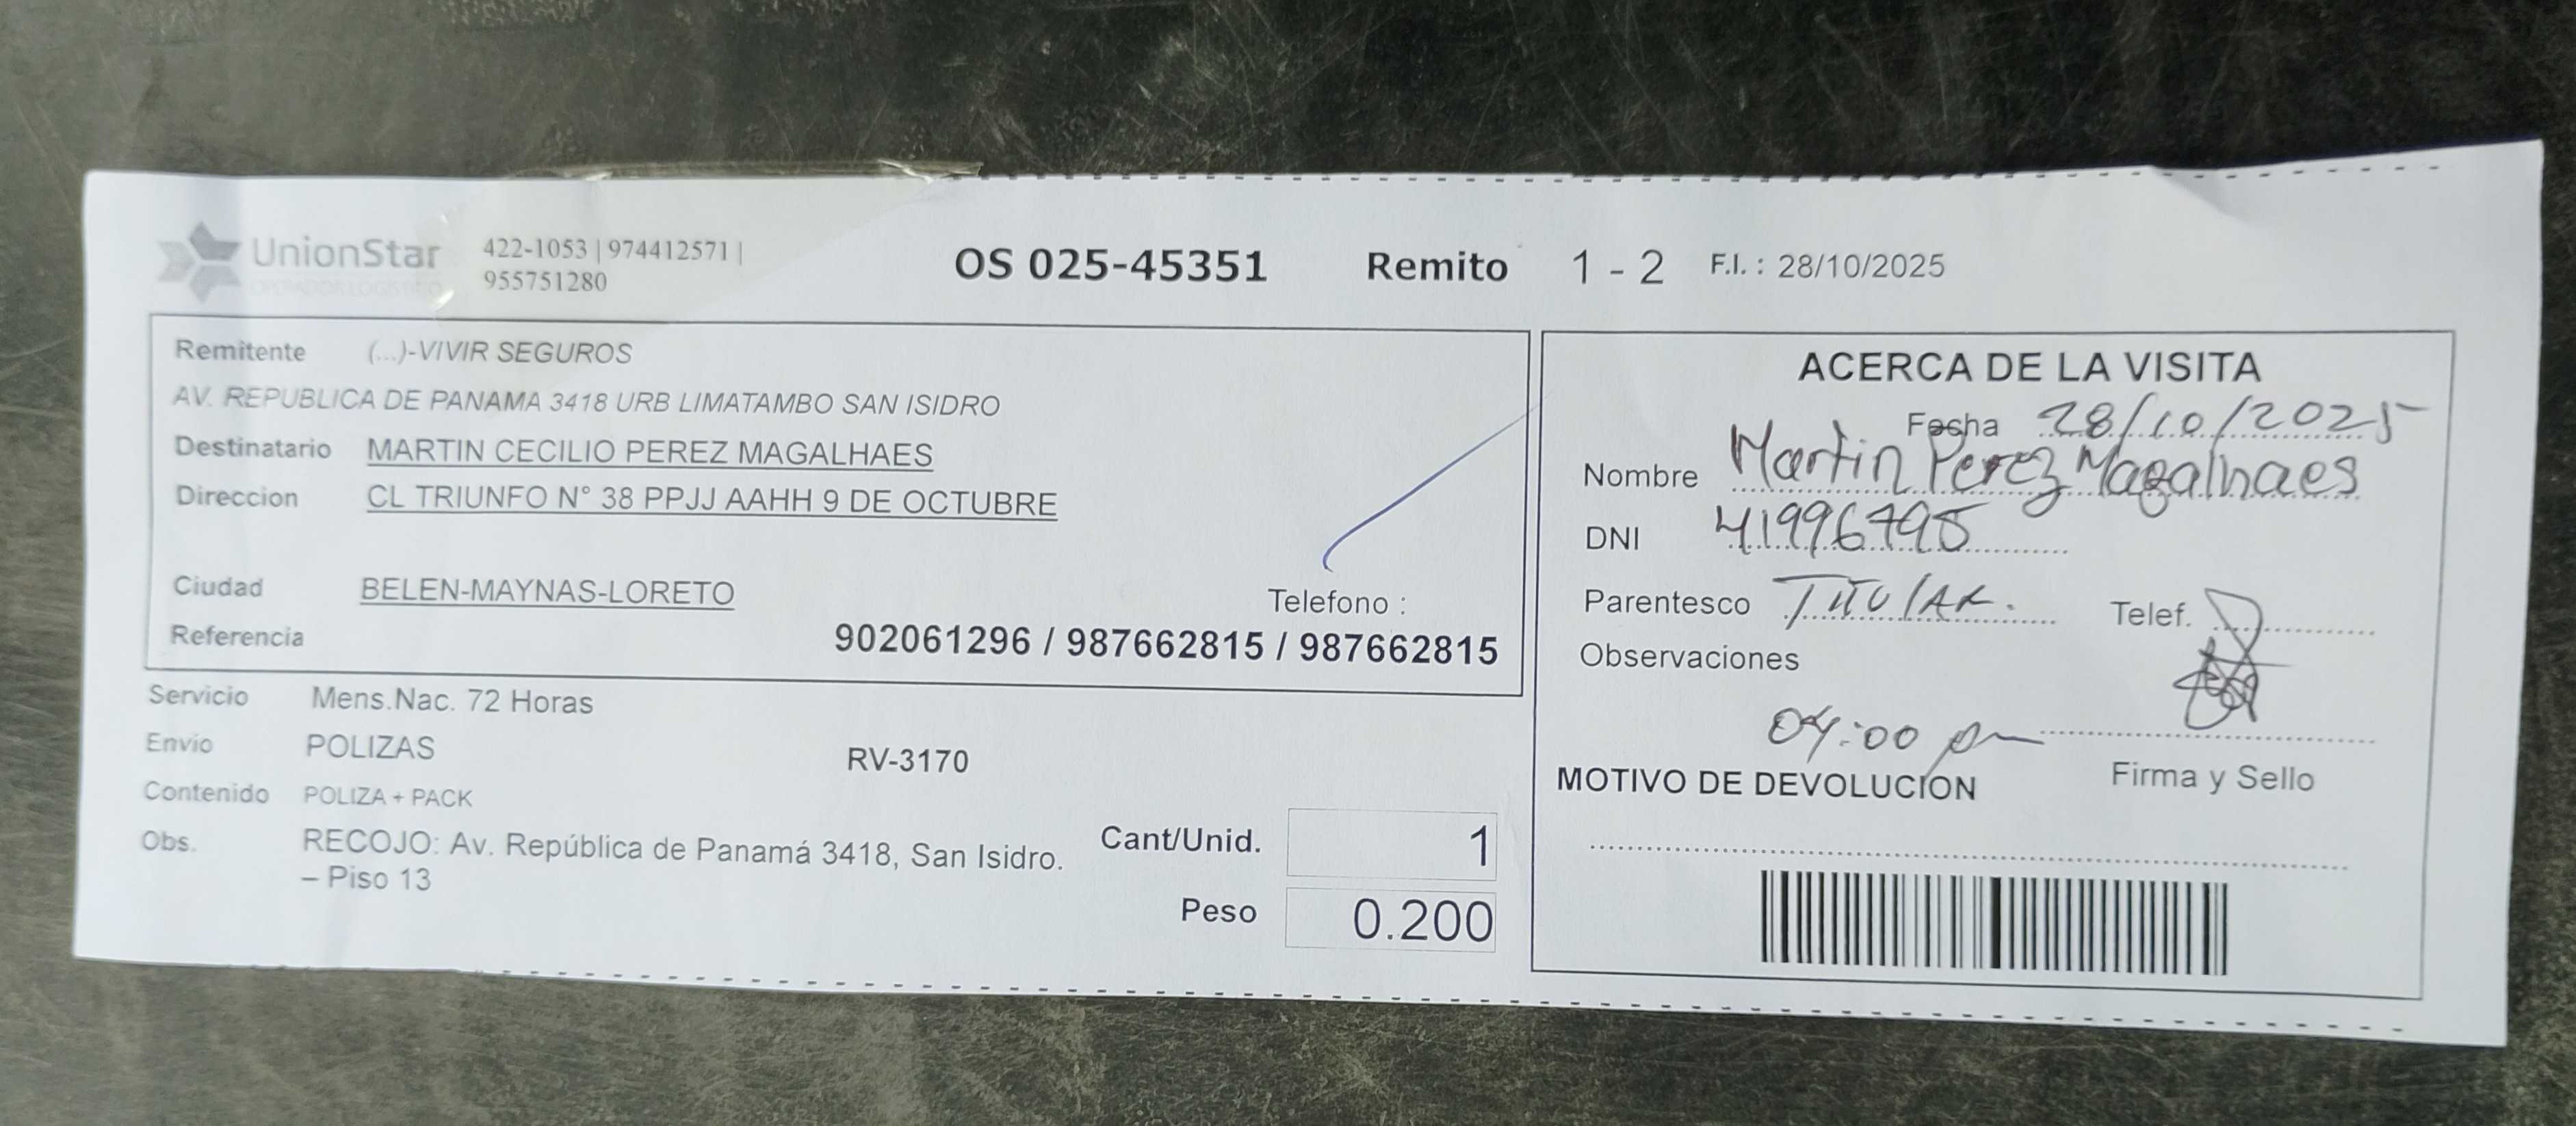 UnionStar
OPERADOR LOGISTICO
422-1053 | 974412571 |
955751280
OS 025-45351 Remito 1 - 2 F.I. : 28/10/2025
Remitente (...)-VIVIR SEGUROS
AV. REPUBLICA DE PANAMA 3418 URB LIMATAMBO SAN ISIDRO
Destinatario MARTIN CECILIO PEREZ MAGALHAES
Direccion CL TRIUNFO N° 38 PPJJ AAHH 9 DE OCTUBRE
Ciudad BELEN-MAYNAS-LORETO
Telefono :
Referencia 902061296 / 987662815 / 987662815
Servicio Mens.Nac. 72 Horas
Envío POLIZAS RV-3170
Contenido POLIZA + PACK
Obs. RECOJO: Av. República de Panamá 3418, San Isidro.
– Piso 13
Cant/Unid. 1
Peso 0.200
ACERCA DE LA VISITA
Fecha 28/10/2025
Nombre Martin Perez Magalhaes
DNI 41996795
Parentesco TITULAR. Telef.
Observaciones
04:00 pm
MOTIVO DE DEVOLUCION Firma y Sello